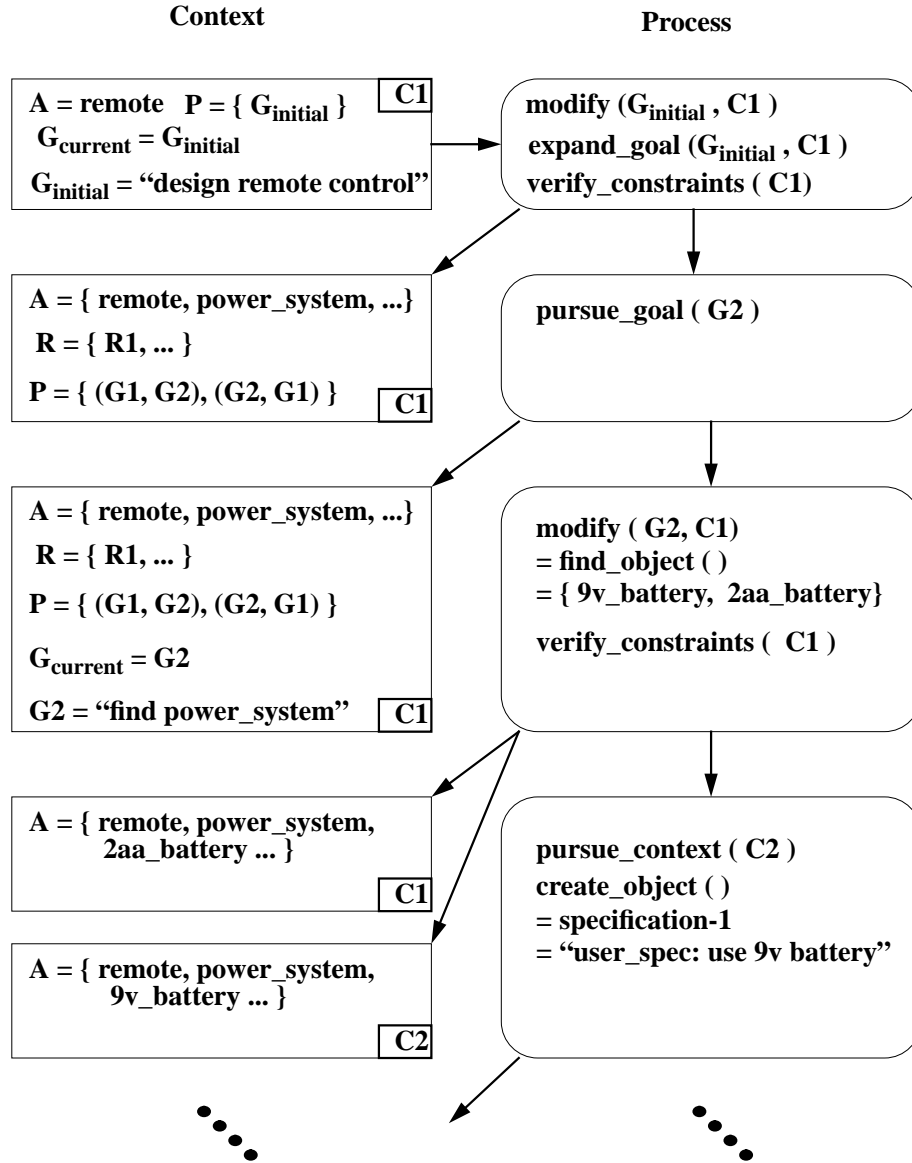 Context
Process
C1
A = remote P = { G_initial }
G_current = G_initial
G_initial = “design remote control”
modify (G_initial , C1 )
expand_goal (G_initial , C1 )
verify_constraints ( C1)
A = { remote, power_system, ...}
R = { R1, ... }
P = { (G1, G2), (G2, G1) }
C1
pursue_goal ( G2 )
A = { remote, power_system, ...}
R = { R1, ... }
P = { (G1, G2), (G2, G1) }
G_current = G2
G2 = “find power_system”
C1
modify ( G2, C1)
= find_object ( )
= { 9v_battery, 2aa_battery}
verify_constraints ( C1 )
A = { remote, power_system,
2aa_battery ... }
C1
A = { remote, power_system,
9v_battery ... }
C2
pursue_context ( C2 )
create_object ( )
= specification-1
= “user_spec: use 9v battery”